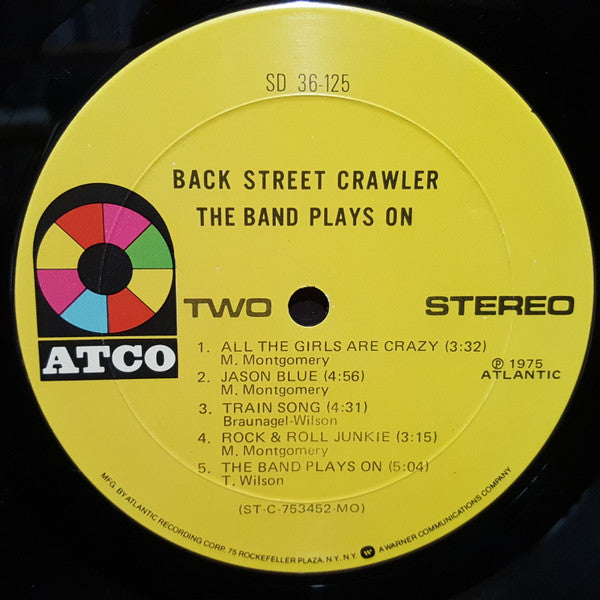 SD 36-125
BACK STREET CRAWLER
THE BAND PLAYS ON
TWO
STEREO
ATCO
1. ALL THE GIRLS ARE CRAZY (3:32)
M. Montgomery
2. JASON BLUE (4:56)
M. Montgomery
3. TRAIN SONG (4:31)
Braunagel-Wilson
4. ROCK & ROLL JUNKIE (3:15)
M. Montgomery
5. THE BAND PLAYS ON (5:04)
T. Wilson
℗ 1975
ATLANTIC
(ST-C-753452-MO)
MFG. BY ATLANTIC RECORDING CORP. 75 ROCKEFELLER PLAZA, N.Y. N.Y. W A WARNER COMMUNICATIONS COMPANY